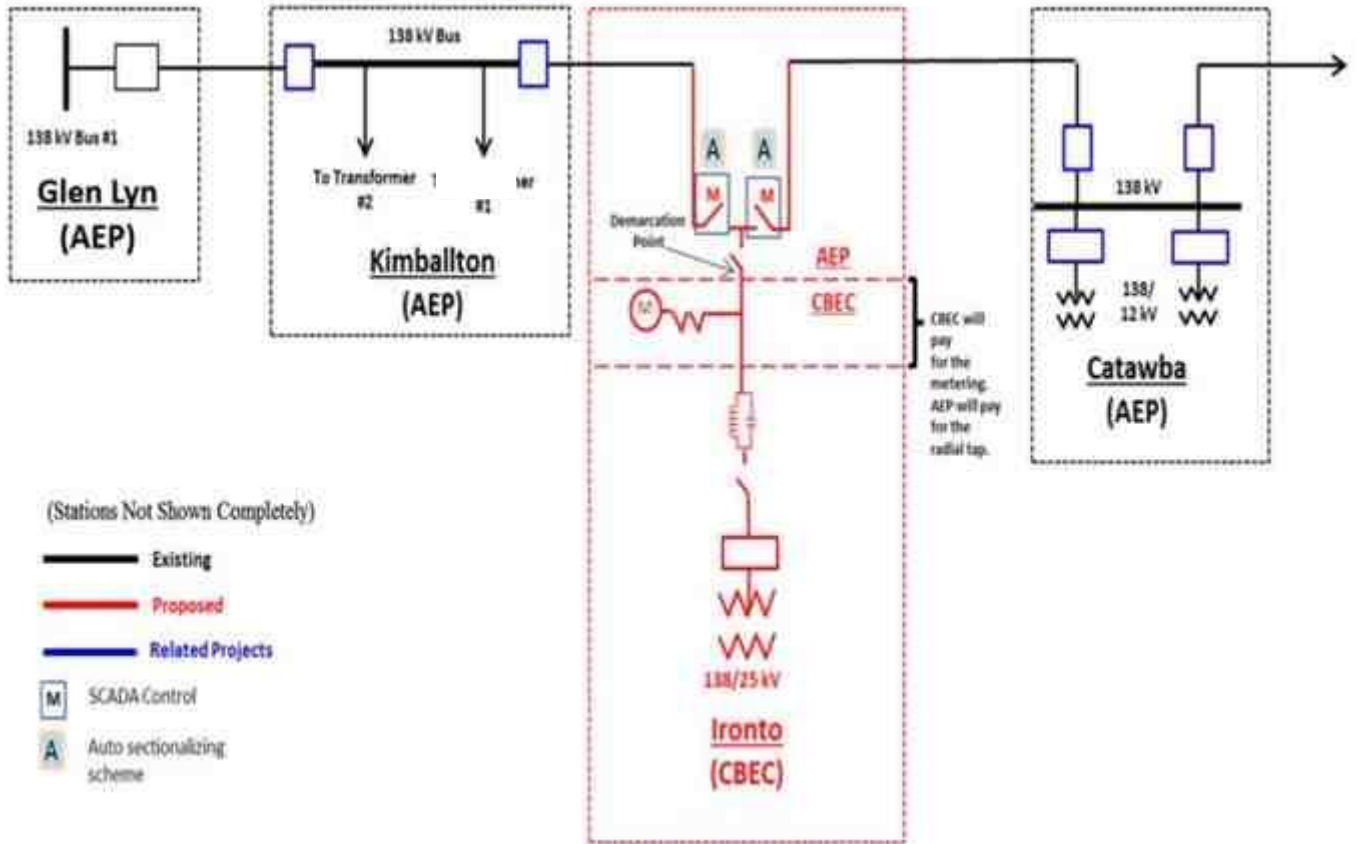 138 kV Bus #1
Glen Lyn
(AEP)
138 kV Bus
To Transformer
#2
#1
Kimballton
(AEP)
A
A
M
M
Demarcation
Point
AEP
CBEC
M
CBEC will
pay
for the
metering.
AEP will pay
for the
radial tap.
138/25 kV
Ironto
(CBEC)
138 kV
138/
12 kV
Catawba
(AEP)
(Stations Not Shown Completely)
Existing
Proposed
Related Projects
M SCADA Control
A Auto sectionalizing
scheme